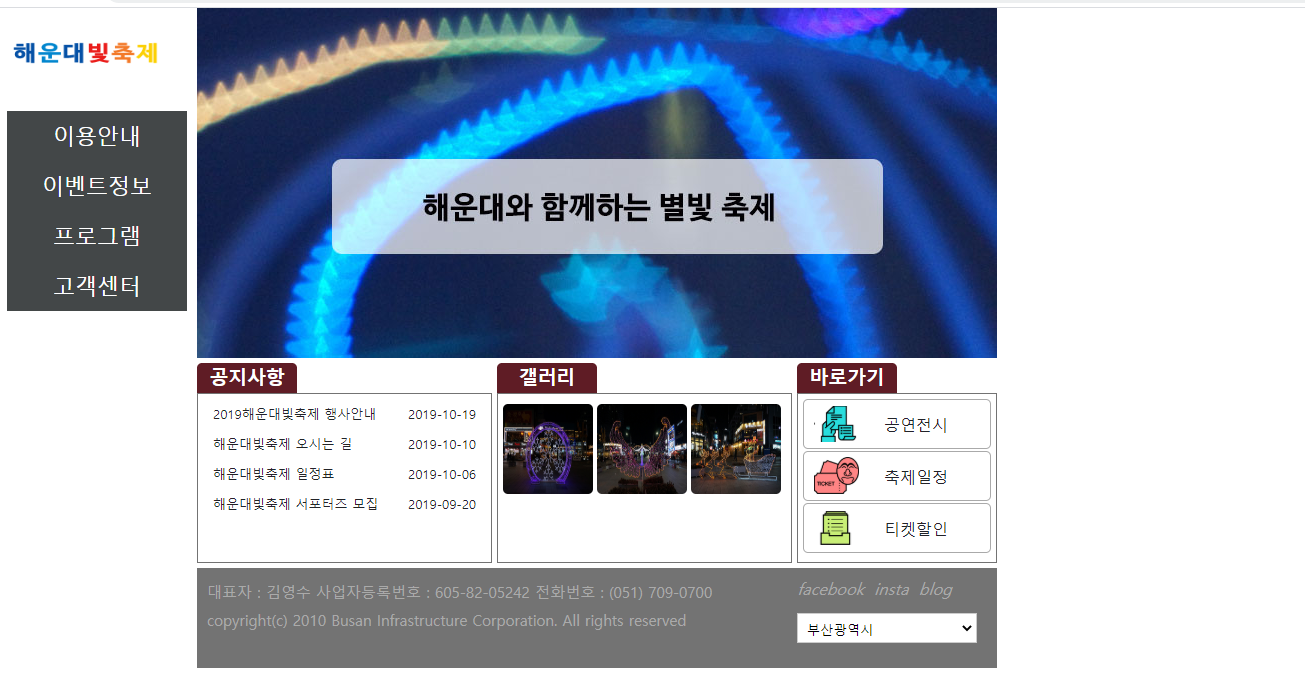 해운대빛축제
이용안내
이벤트정보
프로그램
고객센터
해운대와 함께하는 별빛 축제
공지사항
2019해운대빛축제 행사안내 2019-10-19
해운대빛축제 오시는 길 2019-10-10
해운대빛축제 일정표 2019-10-06
해운대빛축제 서포터즈 모집 2019-09-20
갤러리
바로가기
공연전시
TICKET 축제일정
티켓할인
대표자 : 김영수 사업자등록번호 : 605-82-05242 전화번호 : (051) 709-0700
copyright(c) 2010 Busan Infrastructure Corporation. All rights reserved
facebook insta blog
부산광역시